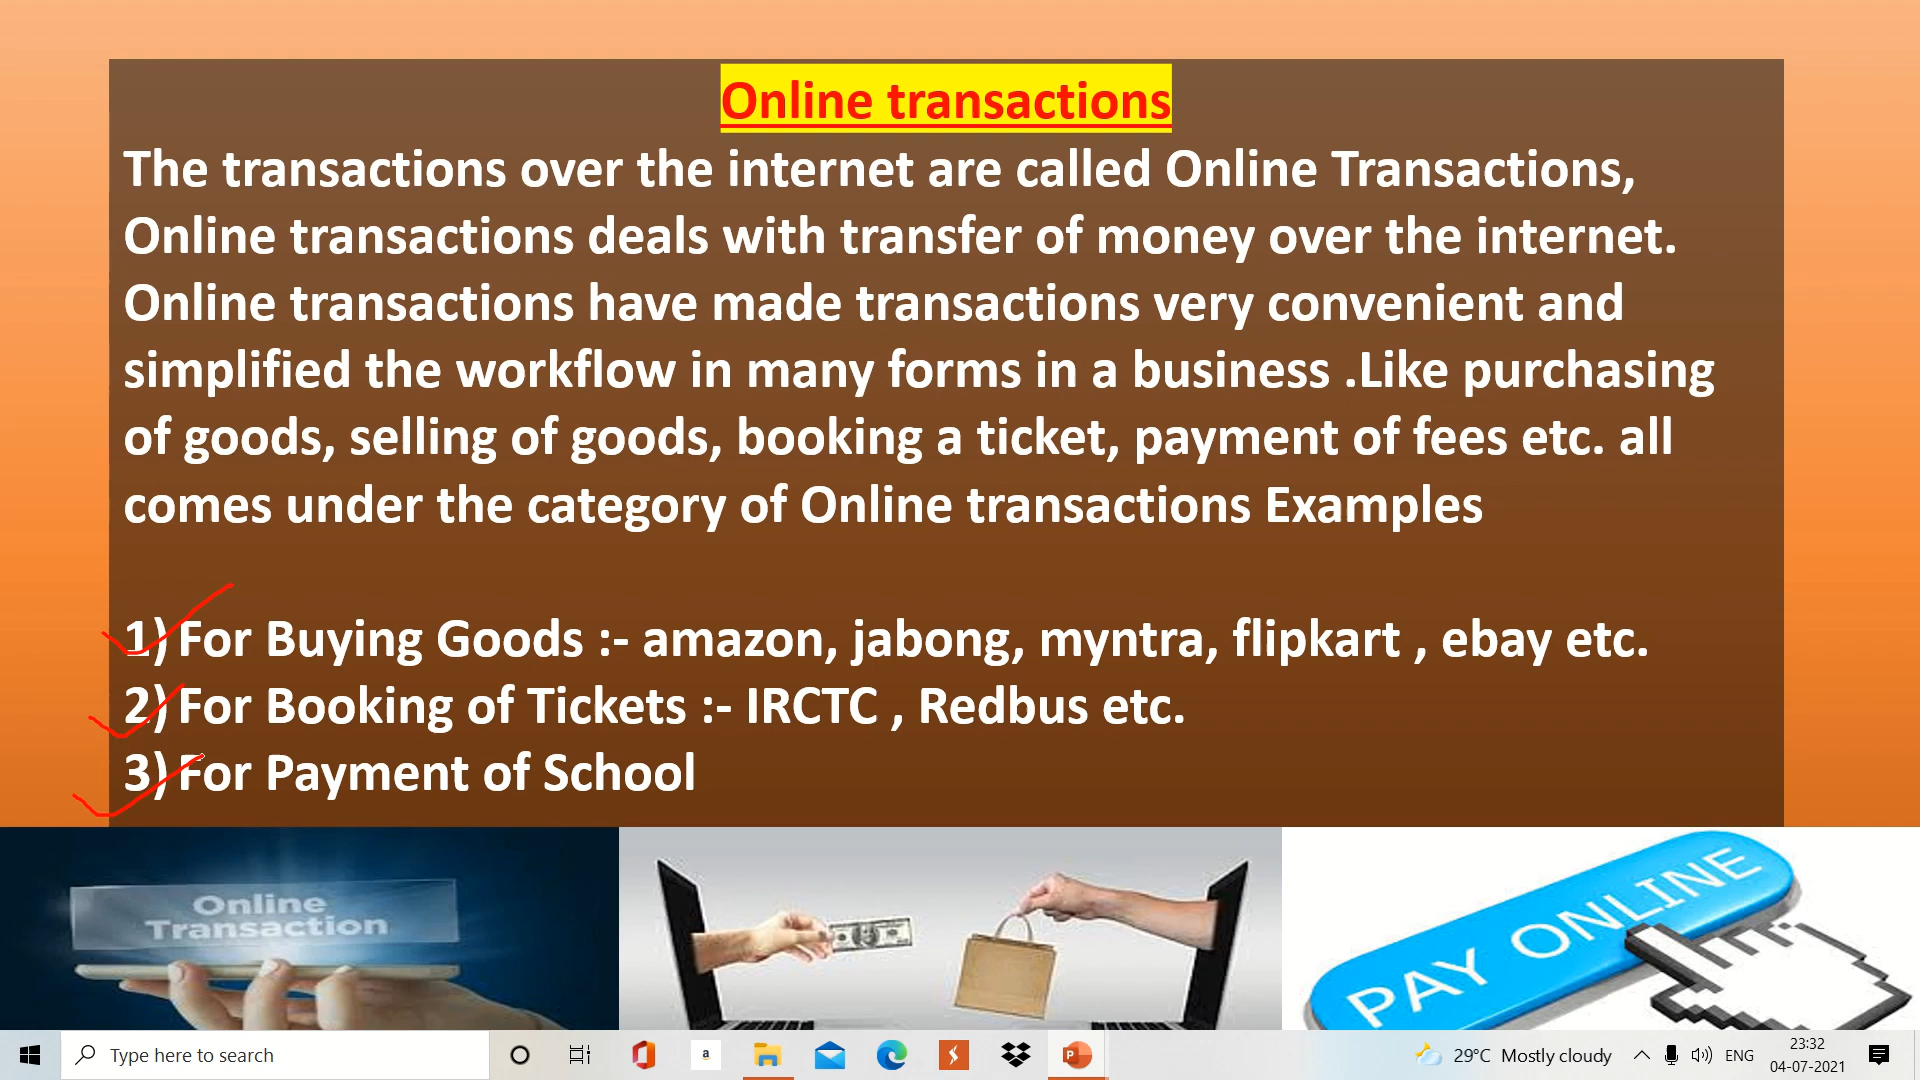 Online transactions
The transactions over the internet are called Online Transactions,
Online transactions deals with transfer of money over the internet.
Online transactions have made transactions very convenient and
simplified the workflow in many forms in a business .Like purchasing
of goods, selling of goods, booking a ticket, payment of fees etc. all
comes under the category of Online transactions Examples
1) For Buying Goods :- amazon, jabong, myntra, flipkart , ebay etc.
2) For Booking of Tickets :- IRCTC , Redbus etc.
3) For Payment of School
Online
Transaction
PAY ONLINE
Type here to search
a
P
29°C Mostly cloudy
ENG
23:32
04-07-2021